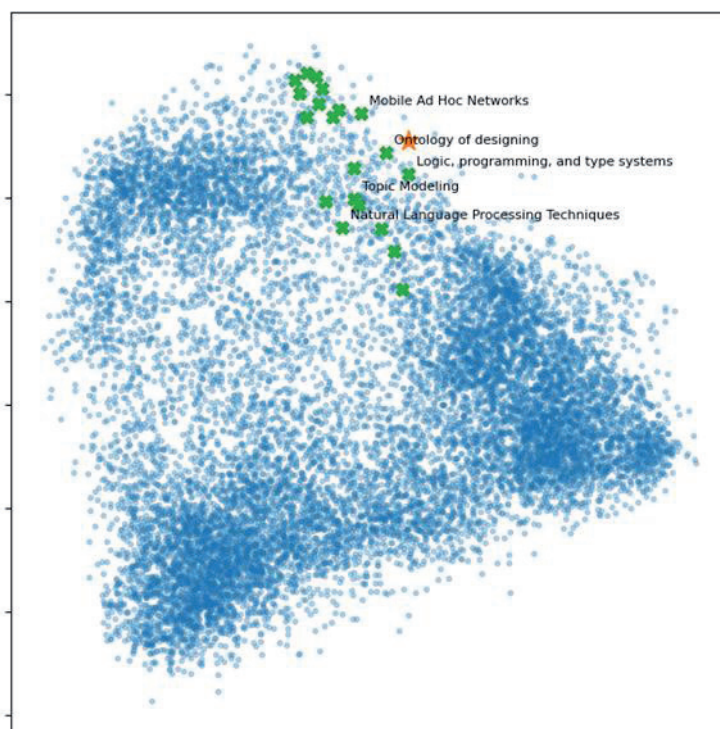 Mobile Ad Hoc Networks
Ontology of designing
Logic, programming, and type systems
Topic Modeling
Natural Language Processing Techniques